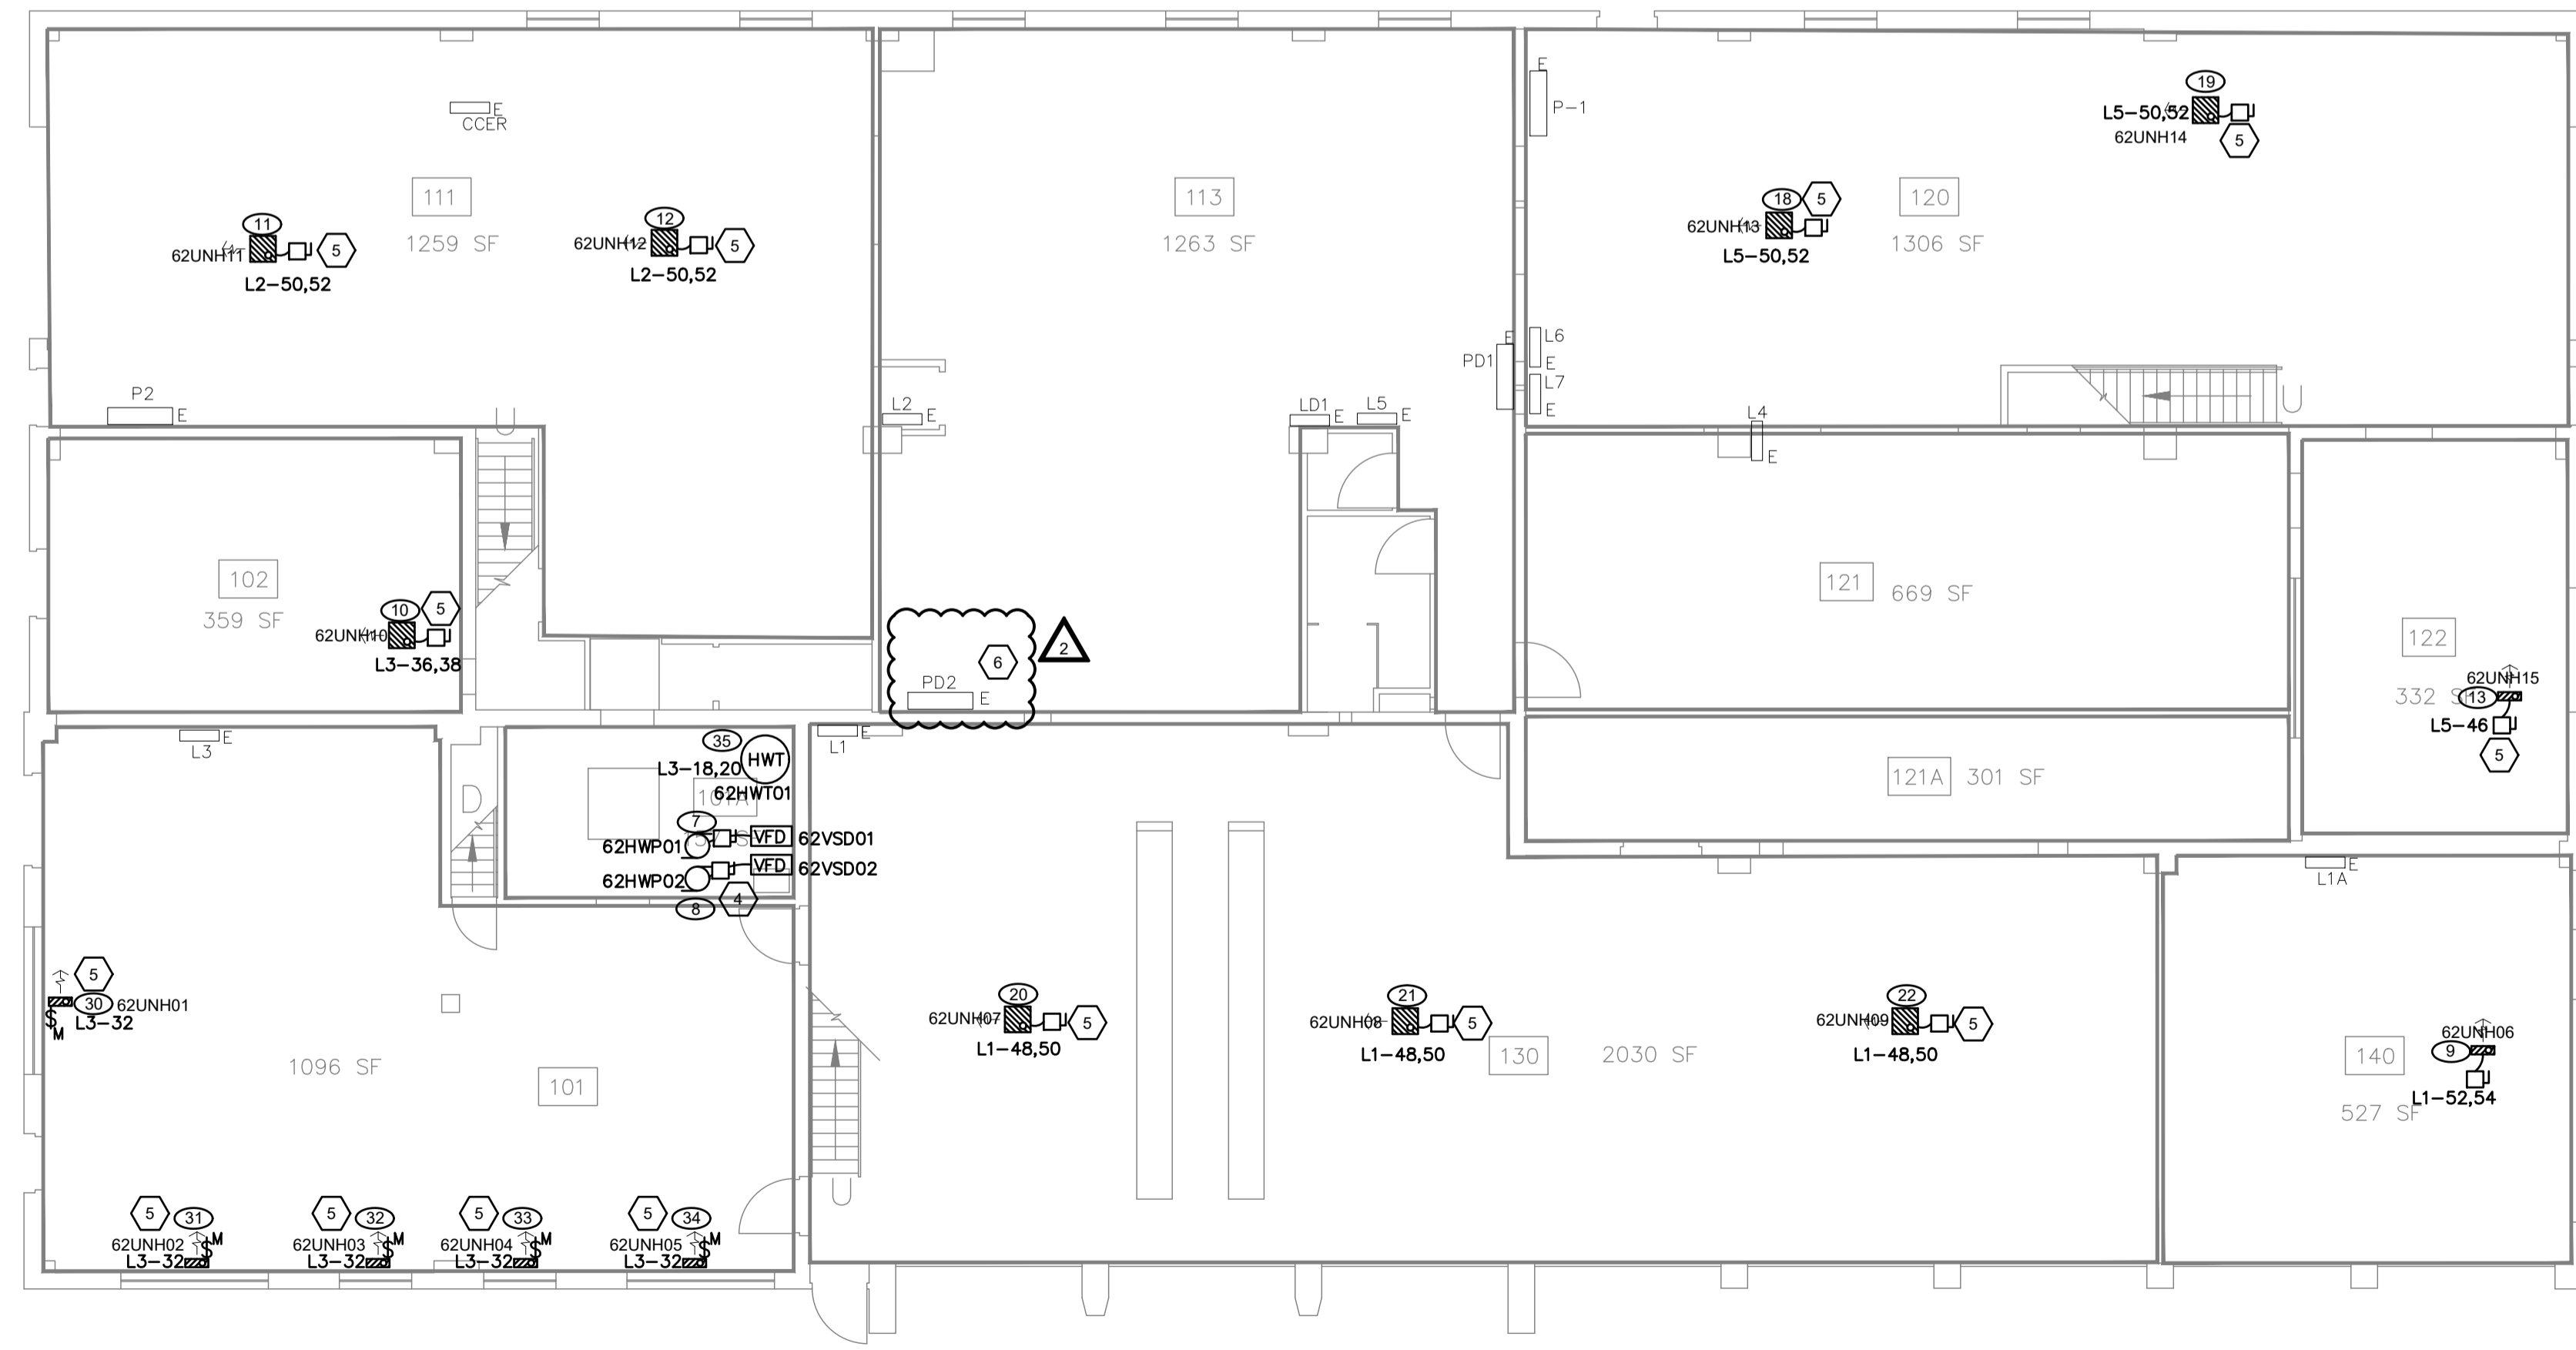 E
CCER
111
1259 SF
11
62UNH11
5
L2-50,52
12
62UNH12
5
L2-50,52
P2
E
U
113
1263 SF
L2
E
LD1
E
L5
E
PD1
E
E
P-1
L6
E
L7
E
19
L5-50,52
62UNH14
5
18
5
62UNH13
L5-50,52
120
1306 SF
U
L4
E
102
359 SF
10
5
62UNH10
L3-36,38
6
2
PD2
E
121
669 SF
122
332 SF
62UNH15
13
L5-46
5
121A
301 SF
L3
E
D
35
HWT
L3-18,20
62HWT01
101A
7
VFD
62VSD01
62HWP01
VFD
62VSD02
62HWP02
4
8
L1
E
L1A
E
5
30
62UNH01
$
M
L3-32
1096 SF
101
5
31
62UNH02
$
M
L3-32
5
32
62UNH03
$
M
L3-32
5
33
62UNH04
$
M
L3-32
5
34
62UNH05
$
M
L3-32
U
20
62UNH07
5
L1-48,50
21
62UNH08
5
L1-48,50
130
2030 SF
22
62UNH09
5
L1-48,50
140
527 SF
62UNH06
9
L1-52,54